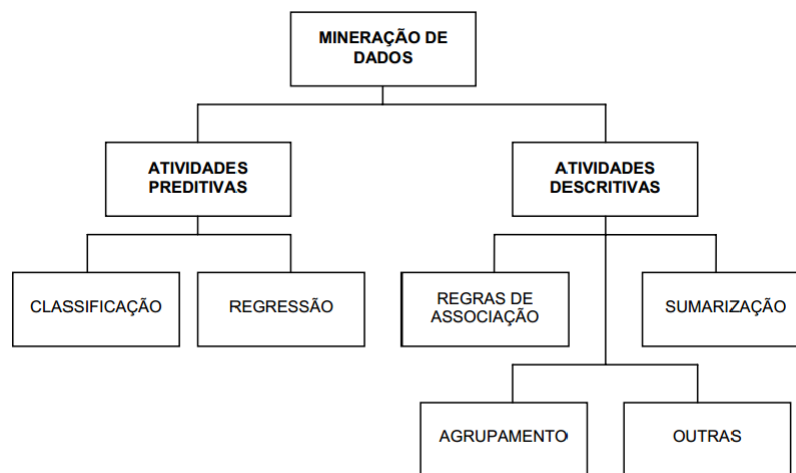 MINERAÇÃO DE
DADOS
ATIVIDADES
PREDITIVAS
ATIVIDADES
DESCRITIVAS
CLASSIFICAÇÃO
REGRESSÃO
REGRAS DE
ASSOCIAÇÃO
SUMARIZAÇÃO
AGRUPAMENTO
OUTRAS